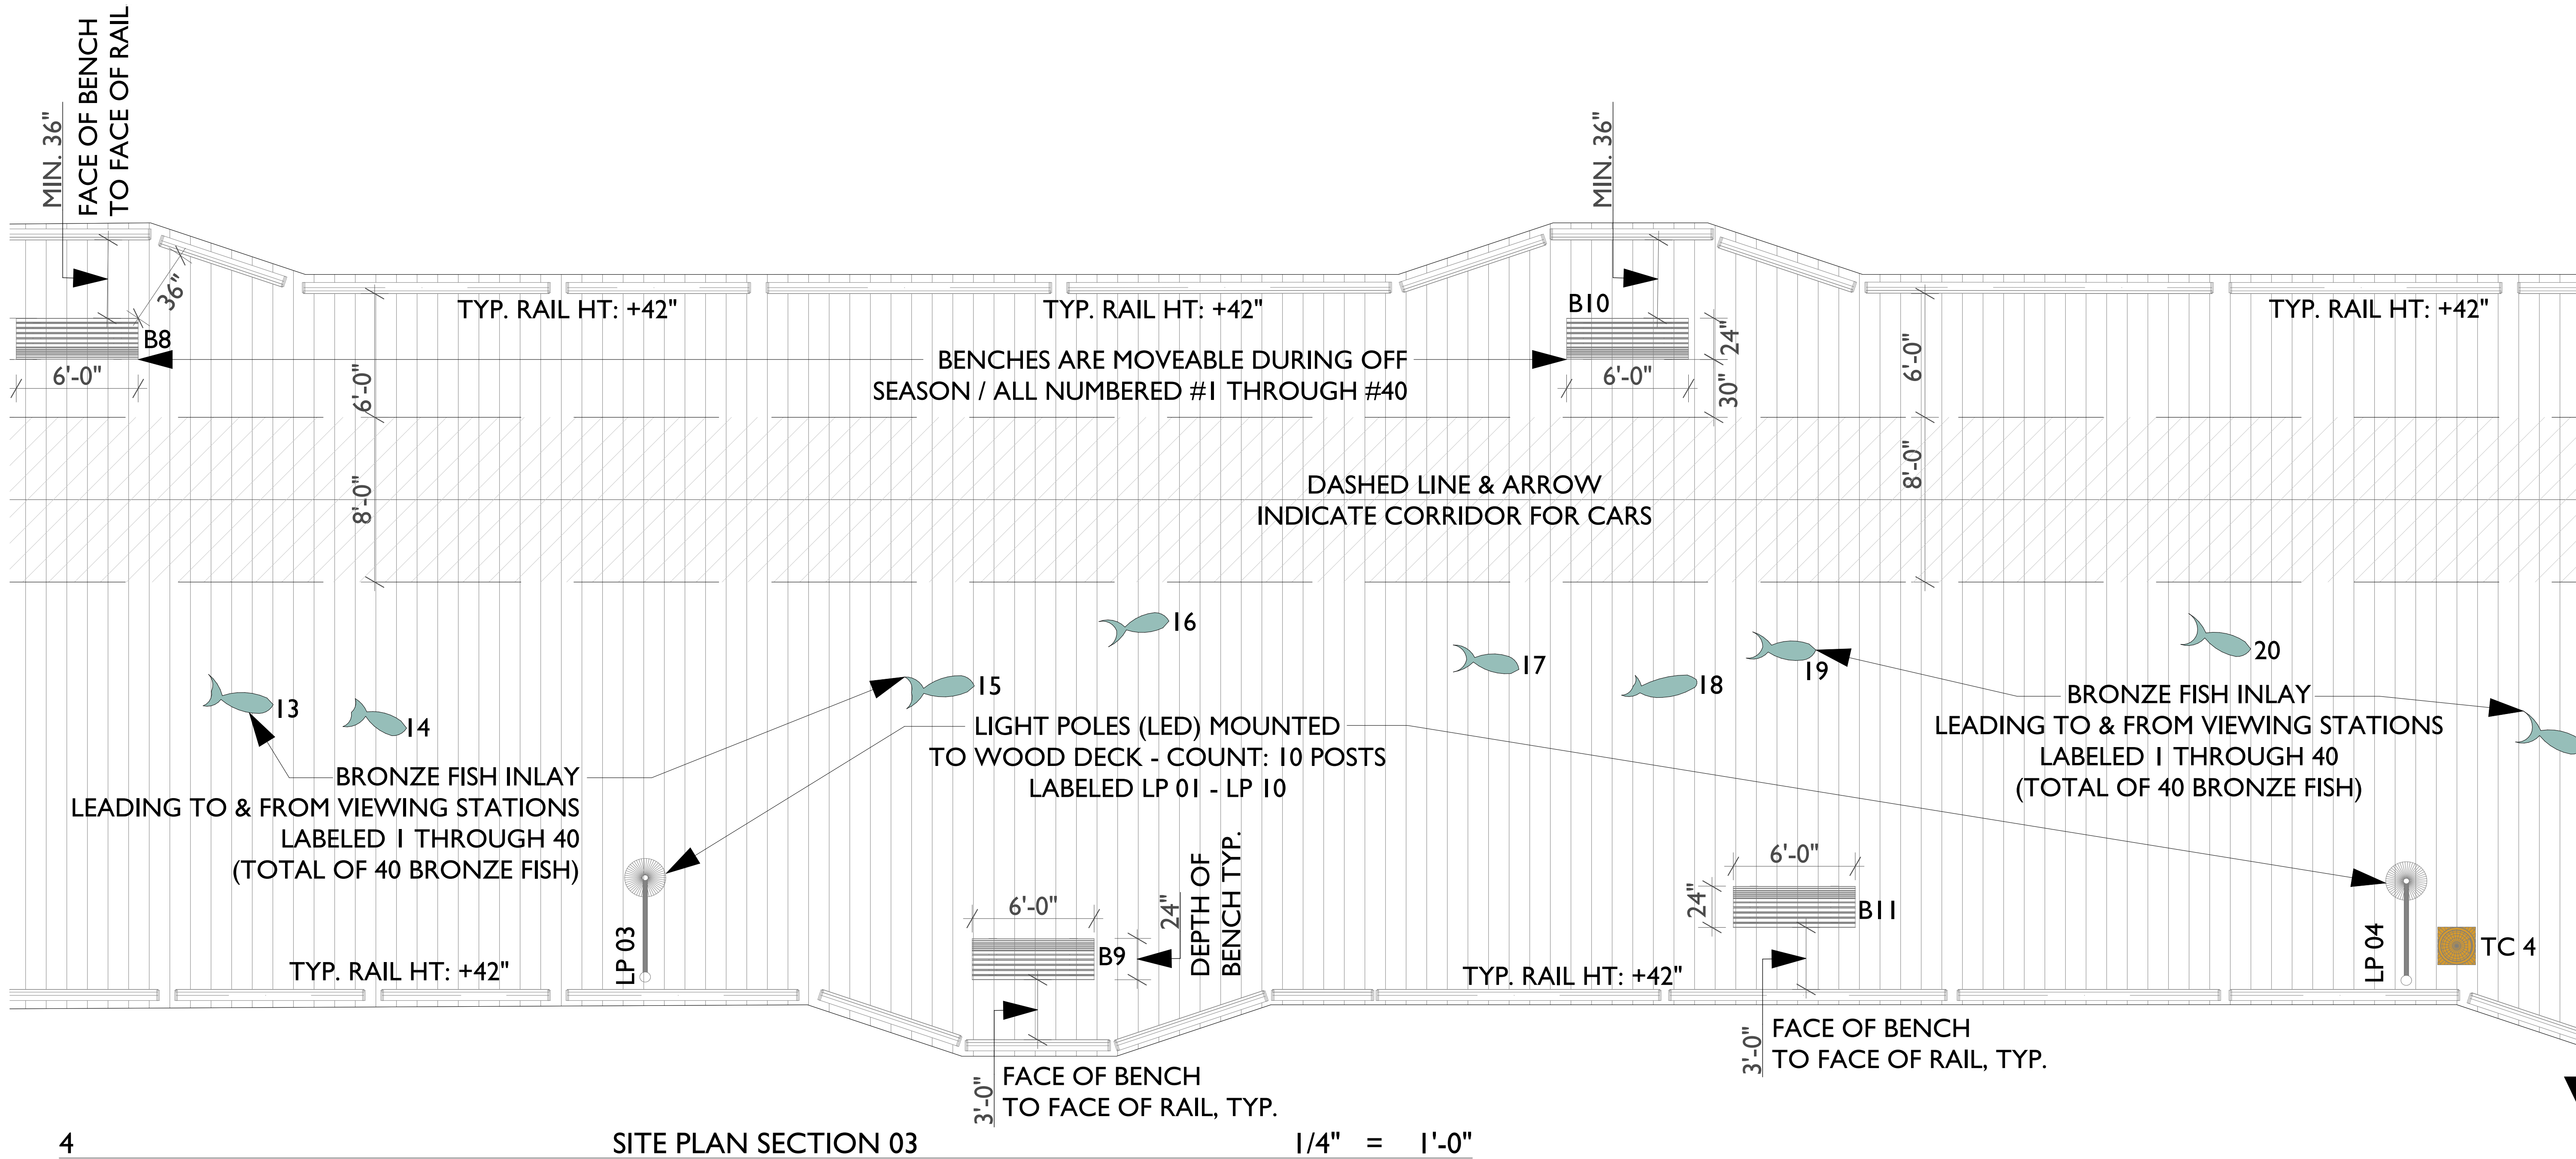 MIN. 36"
FACE OF BENCH
TO FACE OF RAIL
MIN. 36"
36"
TYP. RAIL HT: +42"
TYP. RAIL HT: +42"
B10
TYP. RAIL HT: +42"
B8
6'-0"
6'-0"
BENCHES ARE MOVEABLE DURING OFF
SEASON / ALL NUMBERED #1 THROUGH #40
6'-0"
24"
30"
6'-0"
8'-0"
DASHED LINE & ARROW
INDICATE CORRIDOR FOR CARS
8'-0"
13
14
15
16
17
18
19
20
BRONZE FISH INLAY
LEADING TO & FROM VIEWING STATIONS
LABELED 1 THROUGH 40
(TOTAL OF 40 BRONZE FISH)
LIGHT POLES (LED) MOUNTED
TO WOOD DECK - COUNT: 10 POSTS
LABELED LP 01 - LP 10
BRONZE FISH INLAY
LEADING TO & FROM VIEWING STATIONS
LABELED 1 THROUGH 40
(TOTAL OF 40 BRONZE FISH)
LP 03
TYP. RAIL HT: +42"
6'-0"
B9
24"
DEPTH OF
BENCH TYP.
6'-0"
24"
B11
TYP. RAIL HT: +42"
LP 04
TC 4
3'-0"
FACE OF BENCH
TO FACE OF RAIL, TYP.
3'-0"
FACE OF BENCH
TO FACE OF RAIL, TYP.
4 SITE PLAN SECTION 03 1/4" = 1'-0"